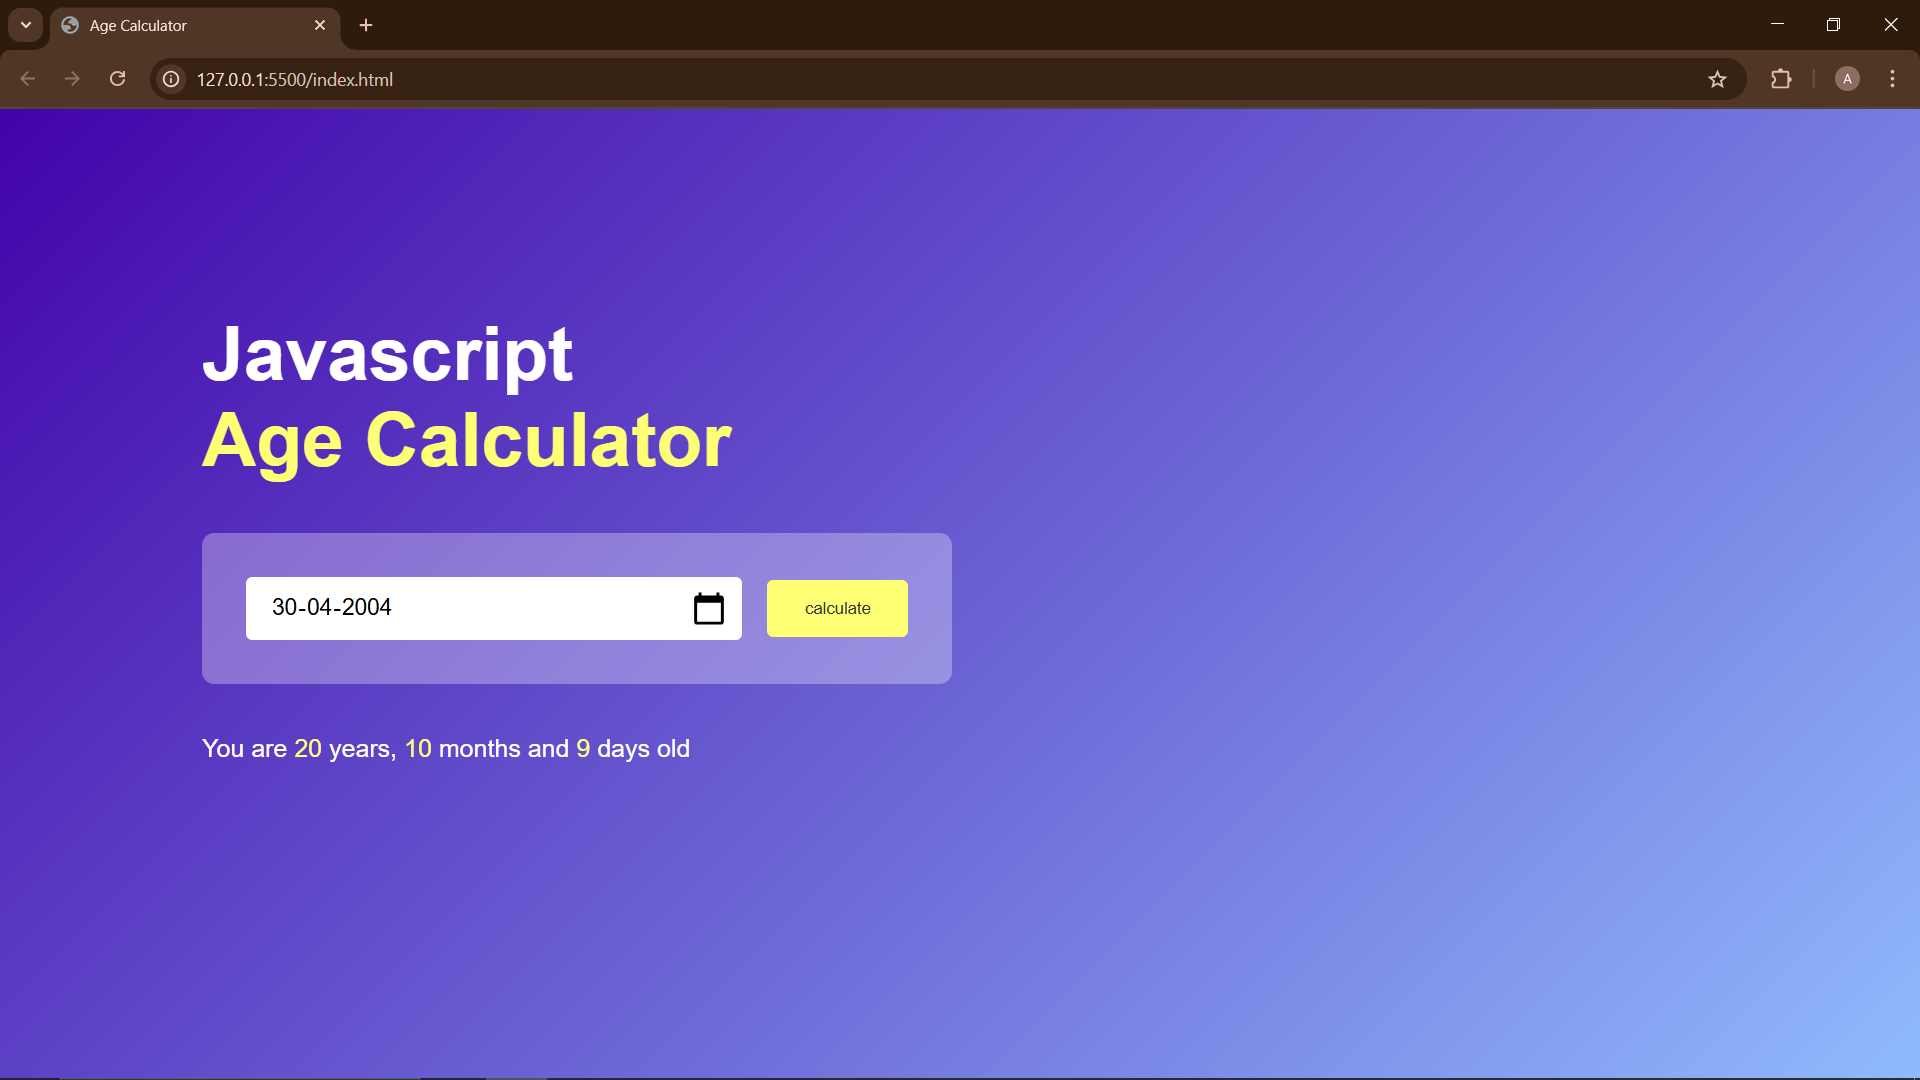 Age Calculator
127.0.0.1:5500/index.html
A
Javascript
Age Calculator
30-04-2004
calculate
You are 20 years, 10 months and 9 days old